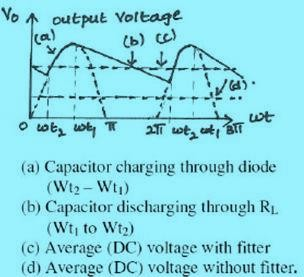 Vo output voltage
(a) (b) (c)
(d).
0 ωt₂ ωt₁ π 2π ωt₂ ωt₁ 3π ωt
(a) Capacitor charging through diode
(Wt₂ – Wt₁)
(b) Capacitor discharging through R_L
(Wt₁ to Wt₂)
(c) Average (DC) voltage with fitter
(d) Average (DC) voltage without fitter.